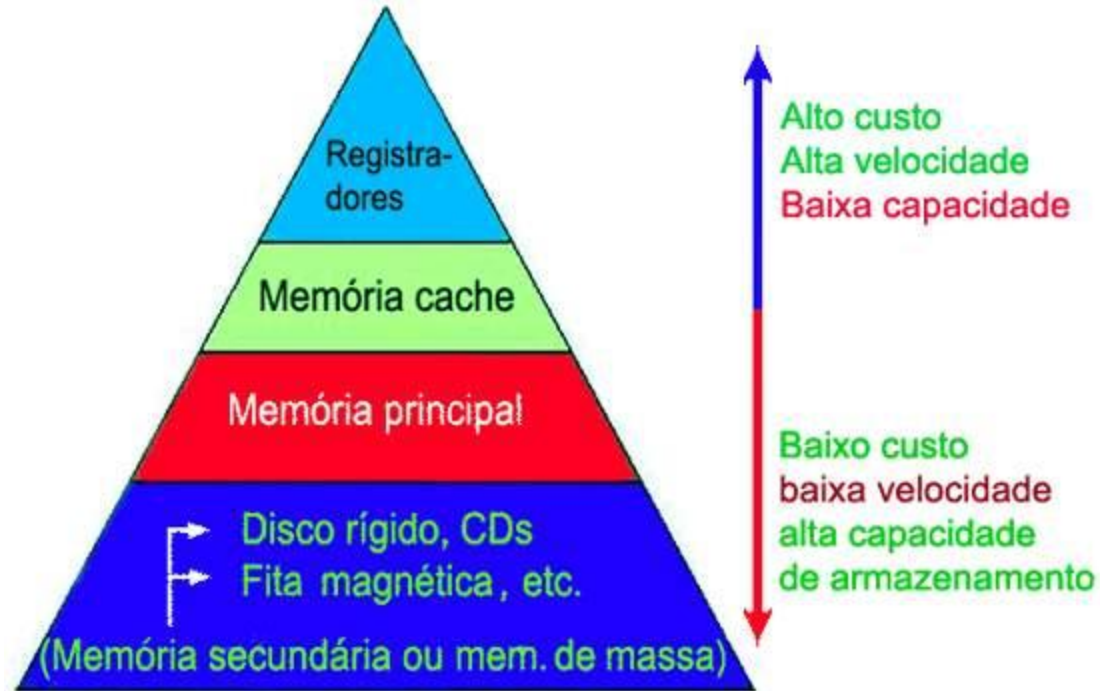 Registra-
dores
Memória cache
Memória principal
Disco rígido, CDs
Fita magnética, etc.
(Memória secundária ou mem. de massa)
Alto custo
Alta velocidade
Baixa capacidade
Baixo custo
baixa velocidade
alta capacidade
de armazenamento